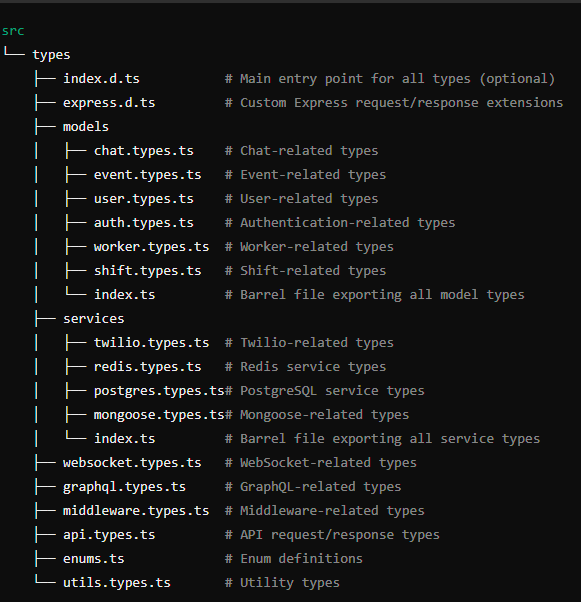 src
└── types
    ├── index.d.ts           # Main entry point for all types (optional)
    ├── express.d.ts         # Custom Express request/response extensions
    ├── models
    │   ├── chat.types.ts    # Chat-related types
    │   ├── event.types.ts   # Event-related types
    │   ├── user.types.ts    # User-related types
    │   ├── auth.types.ts    # Authentication-related types
    │   ├── worker.types.ts  # Worker-related types
    │   ├── shift.types.ts   # Shift-related types
    │   └── index.ts         # Barrel file exporting all model types
    ├── services
    │   ├── twilio.types.ts  # Twilio-related types
    │   ├── redis.types.ts   # Redis service types
    │   ├── postgres.types.ts# PostgreSQL service types
    │   ├── mongoose.types.ts# Mongoose-related types
    │   └── index.ts         # Barrel file exporting all service types
    ├── websocket.types.ts   # WebSocket-related types
    ├── graphql.types.ts     # GraphQL-related types
    ├── middleware.types.ts  # Middleware-related types
    ├── api.types.ts         # API request/response types
    ├── enums.ts             # Enum definitions
    └── utils.types.ts       # Utility types